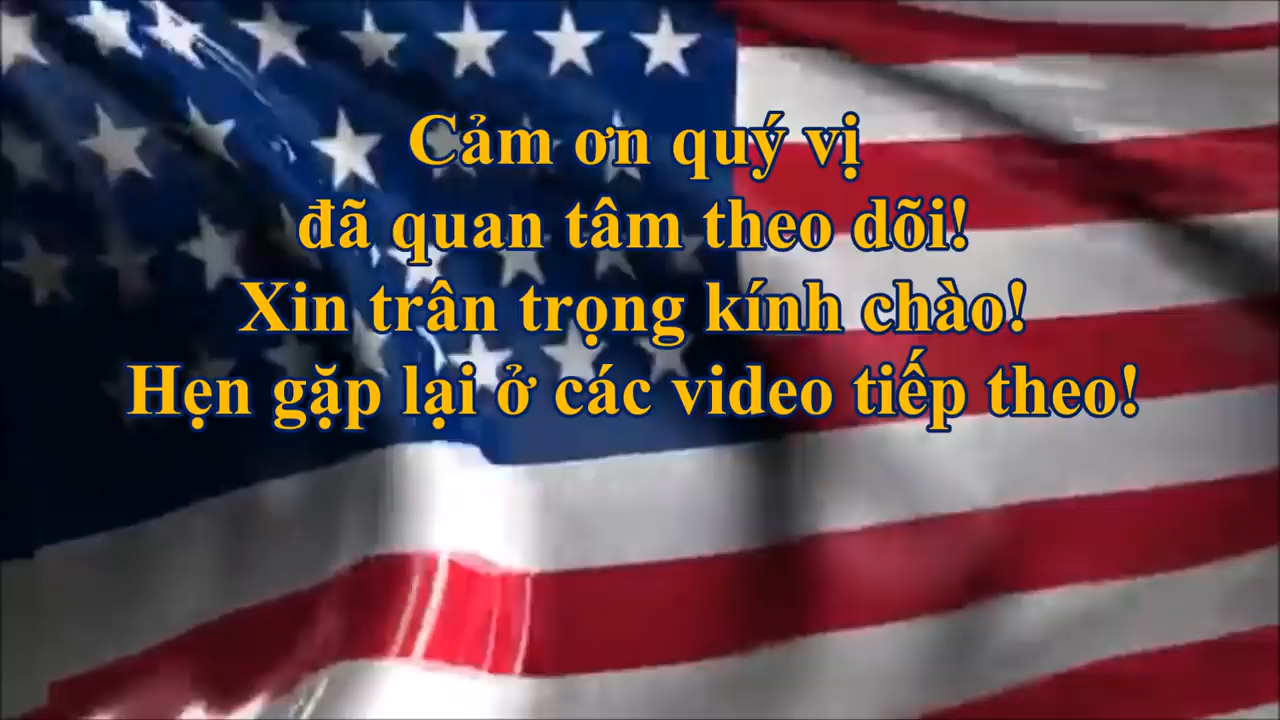 Cảm ơn quý vị
đã quan tâm theo dõi!
Xin trân trọng kính chào!
Hẹn gặp lại ở các video tiếp theo!